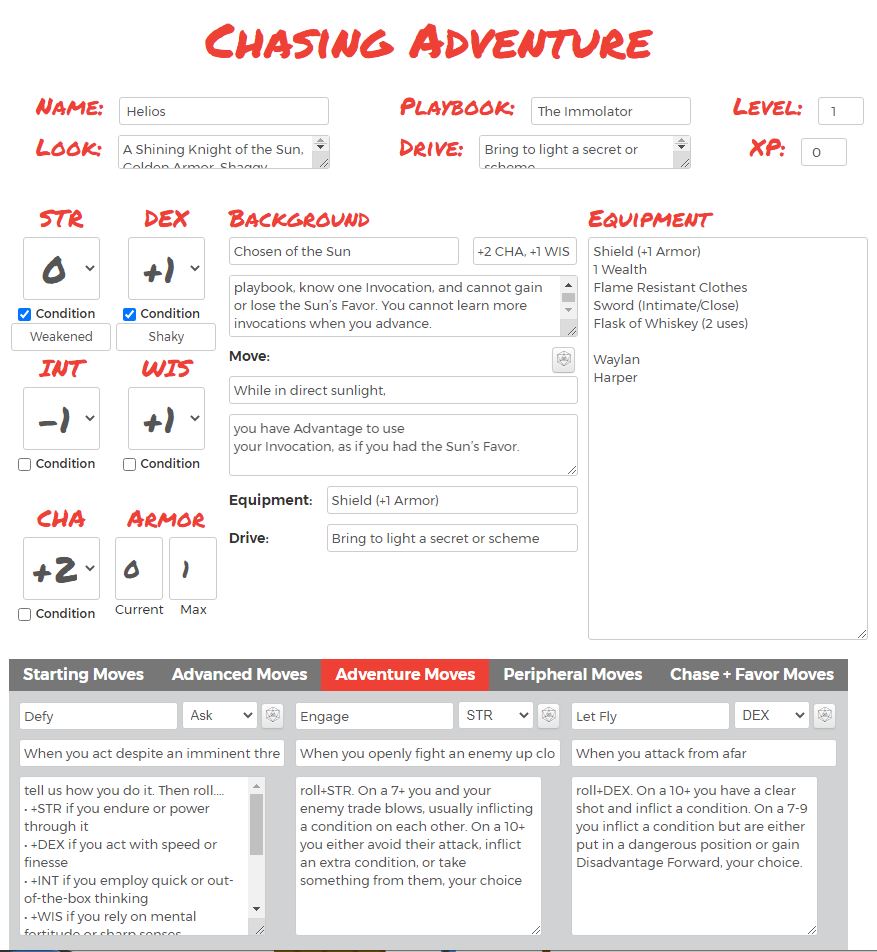 Chasing Adventure
Name: Helios Playbook: The Immolator Level: 1
Look: A Shining Knight of the Sun, Golden Armor, Shaggy Drive: Bring to light a secret or scheme XP: 0
STR DEX
0 +1
Condition Condition
Weakened Shaky
INT WIS
-1 +1
Condition Condition
CHA Armor
+2 0 1
Condition Current Max
Background
Chosen of the Sun +2 CHA, +1 WIS
playbook, know one Invocation, and cannot gain
or lose the Sun's Favor. You cannot learn more
invocations when you advance.
Move:
While in direct sunlight,
you have Advantage to use
your Invocation, as if you had the Sun's Favor.
Equipment: Shield (+1 Armor)
Drive: Bring to light a secret or scheme
Equipment
Shield (+1 Armor)
1 Wealth
Flame Resistant Clothes
Sword (Intimate/Close)
Flask of Whiskey (2 uses)
Waylan
Harper
Starting Moves Advanced Moves Adventure Moves Peripheral Moves Chase + Favor Moves
Defy Ask
When you act despite an imminent thre
tell us how you do it. Then roll....
• +STR if you endure or power
through it
• +DEX if you act with speed or
finesse
• +INT if you employ quick or out-
of-the-box thinking
• +WIS if you rely on mental
fortitude or sharp senses
Engage STR
When you openly fight an enemy up clo
roll+STR. On a 7+ you and your
enemy trade blows, usually inflicting
a condition on each other. On a 10+
you either avoid their attack, inflict
an extra condition, or take
something from them, your choice
Let Fly DEX
When you attack from afar
roll+DEX. On a 10+ you have a clear
shot and inflict a condition. On a 7-9
you inflict a condition but are either
put in a dangerous position or gain
Disadvantage Forward, your choice.